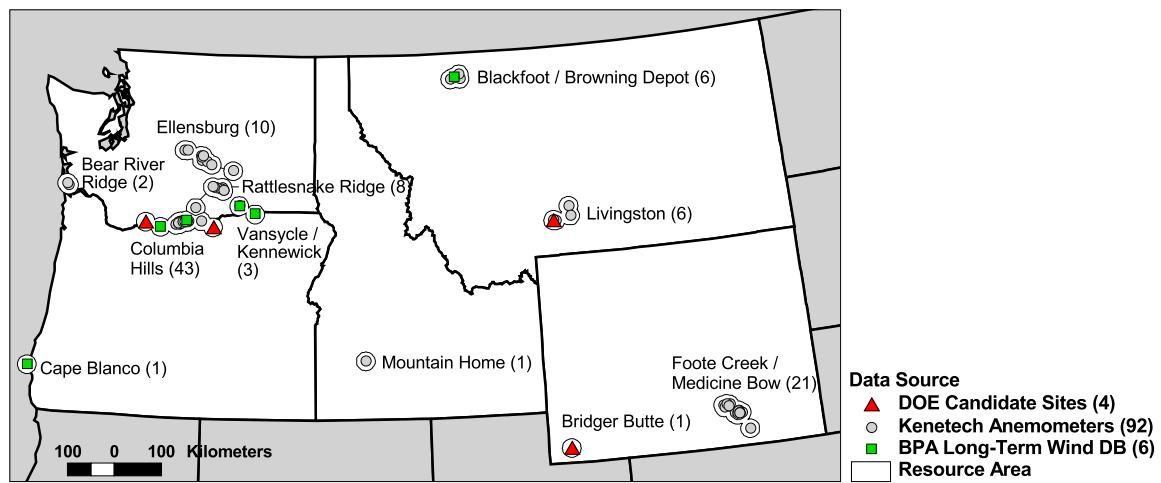 Blackfoot / Browning Depot (6)
Ellensburg (10)
Bear River
Ridge (2)
Rattlesnake Ridge (8
Livingston (6)
Vansycle /
Kennewick
(3)
Columbia
Hills (43)
Cape Blanco (1)
Mountain Home (1)
Foote Creek /
Medicine Bow (21)
Bridger Butte (1)
100 0 100 Kilometers
Data Source
DOE Candidate Sites (4)
Kenetech Anemometers (92)
BPA Long-Term Wind DB (6)
Resource Area